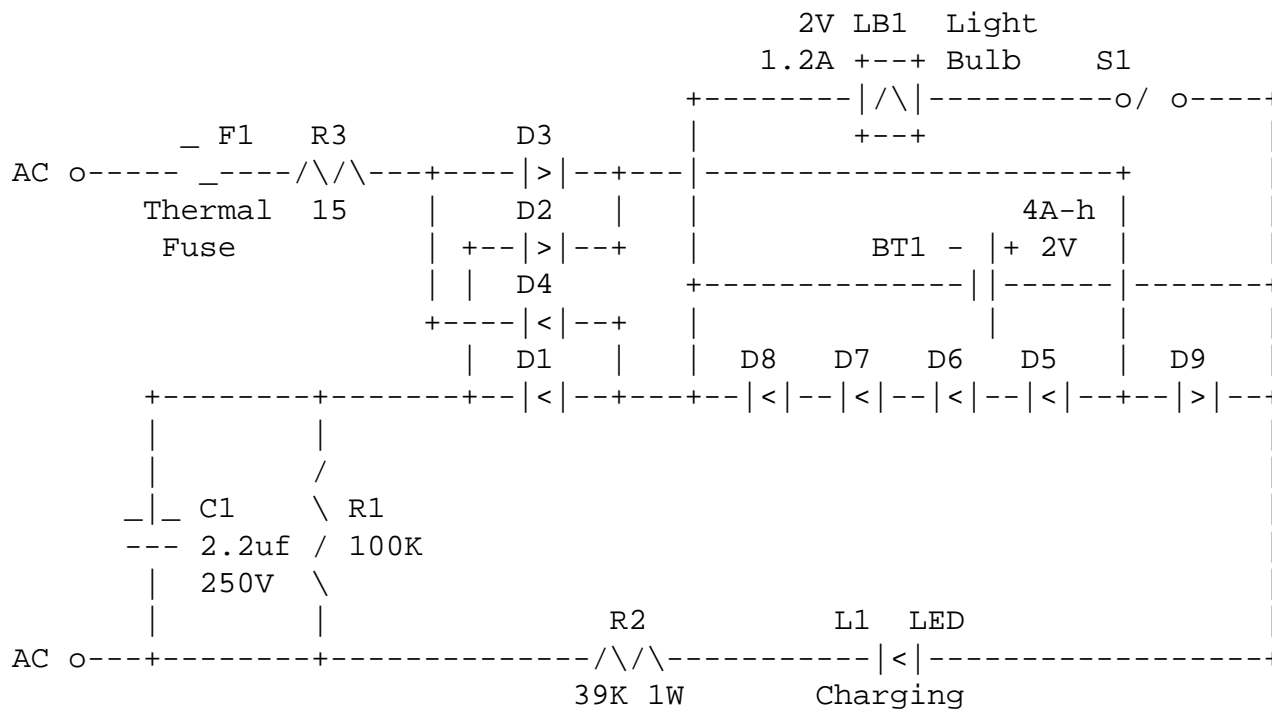 2V LB1  Light
                                         1.2A +--+ Bulb    S1
                                     +--------|/\|----------o/ o----+
          _ F1   R3         D3       |        +--+                  |
AC o----- _----/\/\---+----|>|--+---|----------------------+       |
       Thermal  15     |    D2   |   |                 4A-h |       |
        Fuse           | +--|>|--+   |         BT1 - |+ 2V  |       |
                       | |  D4       +--------------||------|-------+
                       +----|<|--+   |               |      |       |
                         |  D1   |   |  D8   D7   D6   D5   |  D9   |
        +--------+-------+--|<|--+---+--|<|--|<|--|<|--|<|--+--|>|--+
        |        |                                                  |
        |        /                                                  |
       _|_ C1    \ R1                                               |
       --- 2.2uf / 100K                                             |
        |  250V  \                                                  |
        |        |               R2          L1  LED                |
AC o---+--------+--------------/\/\-----------|<|------------------+
                              39K 1W       Charging